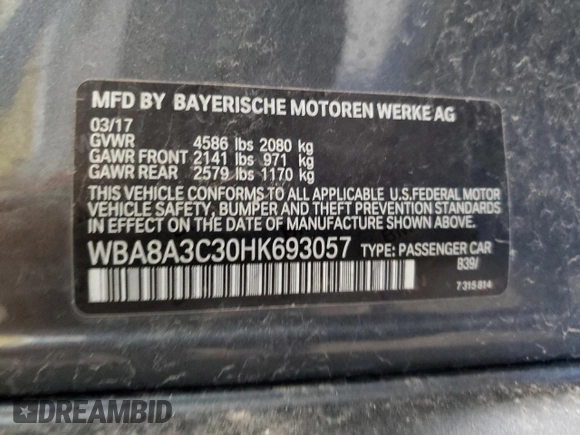 MFD BY BAYERISCHE MOTOREN WERKE AG
03/17
GVWR 4586 lbs 2080 kg
GAWR FRONT 2141 lbs 971 kg
GAWR REAR 2579 lbs 1170 kg
THIS VEHICLE CONFORMS TO ALL APPLICABLE U.S.FEDERAL MOTOR
VEHICLE SAFETY, BUMPER AND THEFT PREVENTION STANDARDS
IN EFFECT ON THE DATE OF MANUFACTURE SHOWN ABOVE.
WBA8A3C30HK693057 TYPE: PASSENGER CAR
B39/
7 315 814
DREAMBID